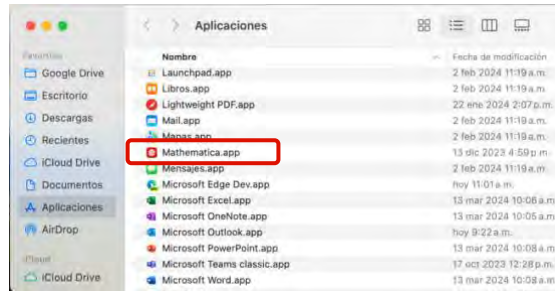 Aplicaciones
Favoritos
Google Drive
Escritorio
Descargas
Recientes
iCloud Drive
Documentos
Aplicaciones
AirDrop
iCloud
iCloud Drive
Nombre Fecha de modificación
Launchpad.app 2 feb 2024 11:19 a.m.
Libros.app 2 feb 2024 11:19 a.m.
Lightweight PDF.app 22 ene 2024 2:07 p.m.
Mail.app 2 feb 2024 11:19 a.m.
Mapas.app 2 feb 2024 11:19 a.m.
Mathematica.app 13 dic 2023 4:59 p.m.
Mensajes.app 2 feb 2024 11:19 a.m.
Microsoft Edge Dev.app hoy 11:01 a.m.
Microsoft Excel.app 13 mar 2024 10:06 a.m
Microsoft OneNote.app 13 mar 2024 10:05 a.m
Microsoft Outlook.app hoy 9:22 a.m.
Microsoft PowerPoint.app 13 mar 2024 10:08 a.m
Microsoft Teams classic.app 17 oct 2023 12:28 p.m.
Microsoft Word.app 13 mar 2024 10:08 a.m